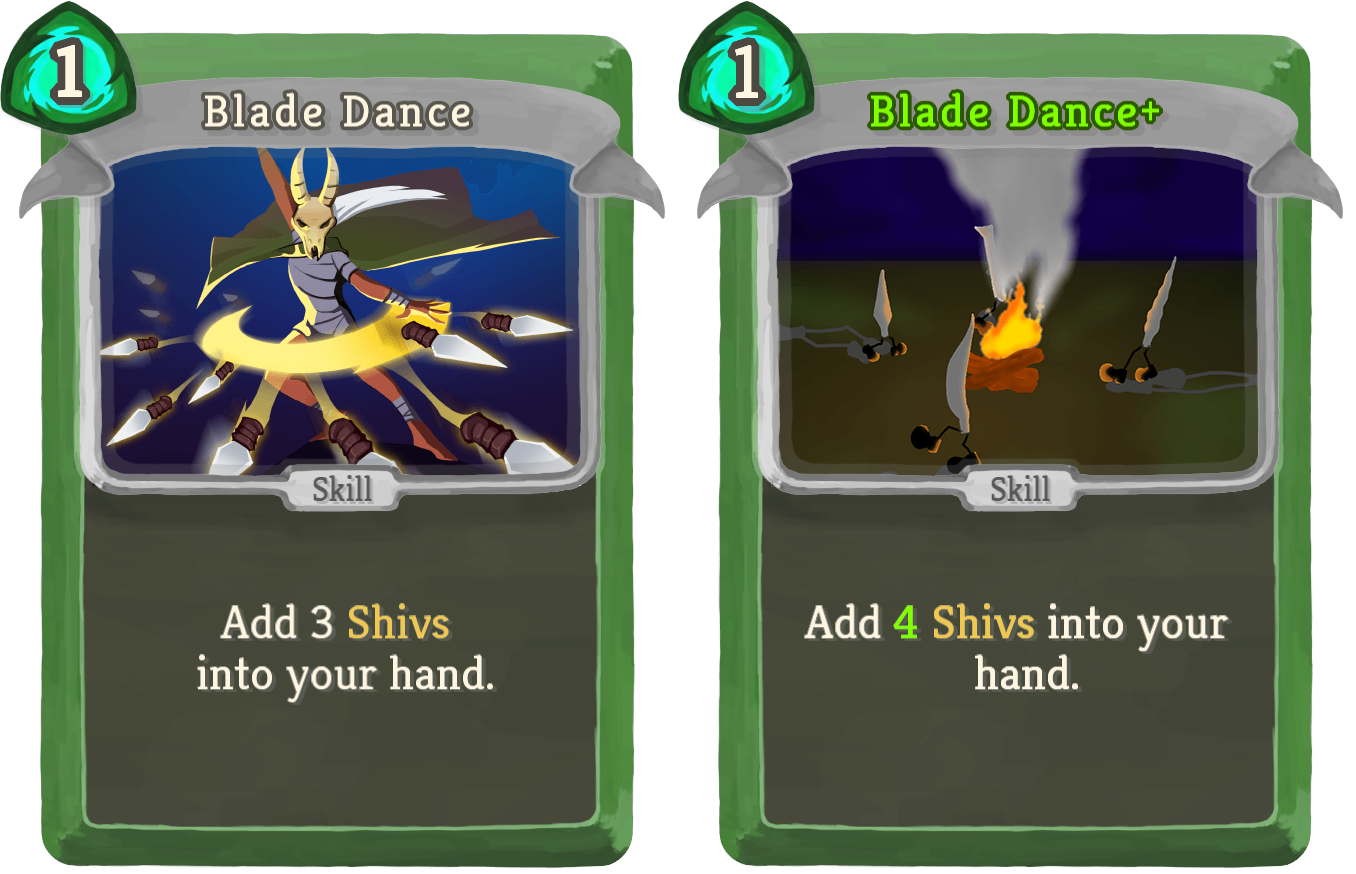 1
Blade Dance
Skill
Add 3 Shivs
into your hand.
1
Blade Dance+
Skill
Add 4 Shivs into your
hand.